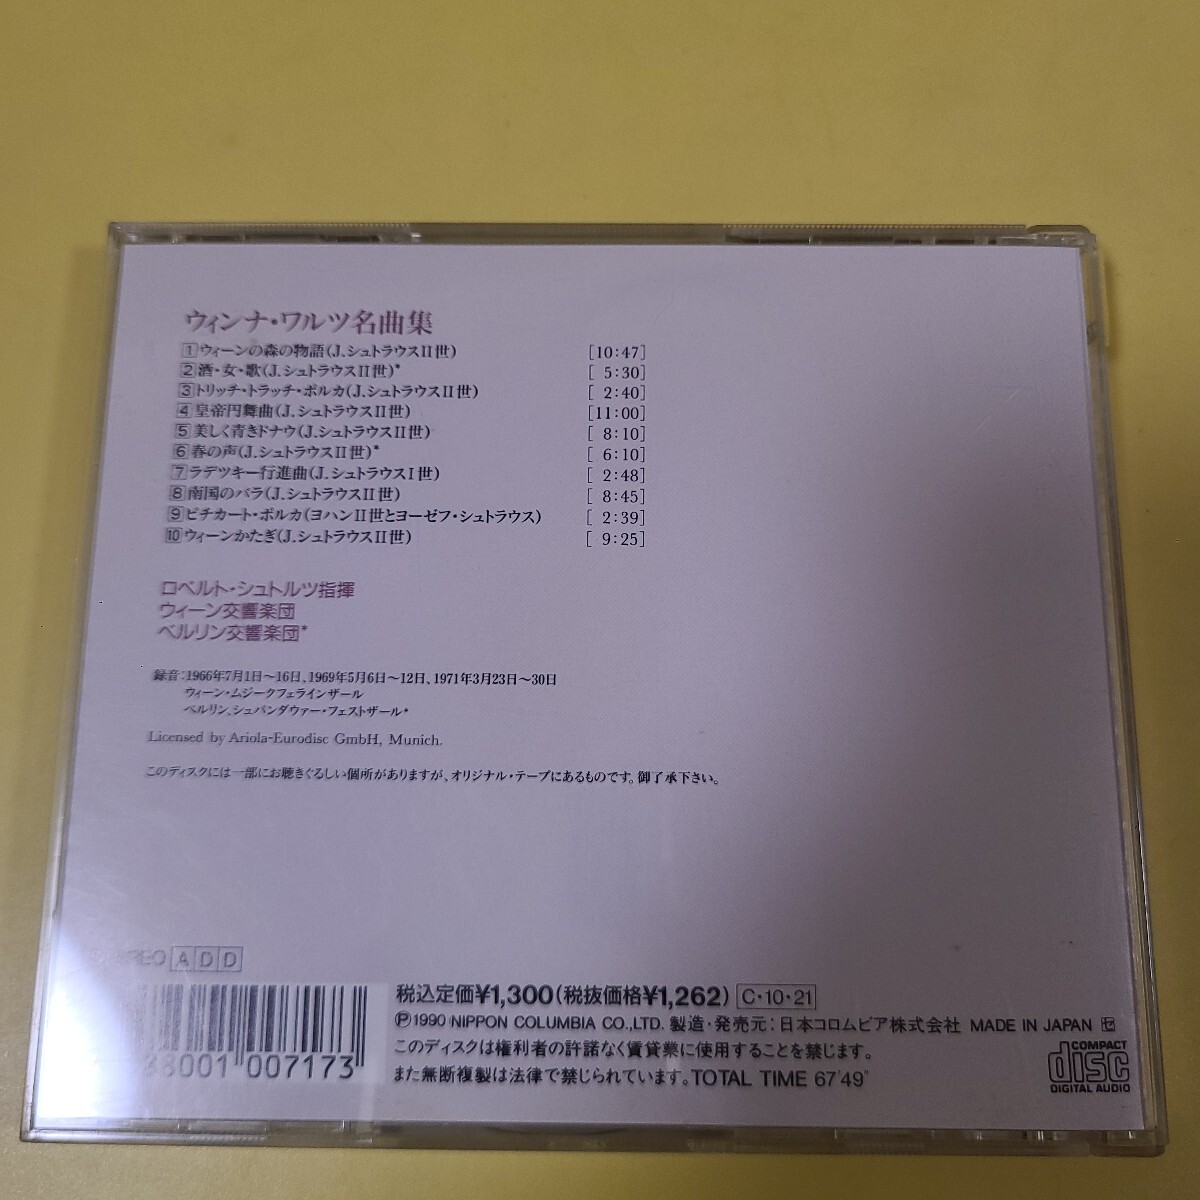 ウィンナ・ワルツ名曲集
1 ウィーンの森の物語(J.シュトラウスII世) [10:47]
2 酒・女・歌(J.シュトラウスII世)* [ 5:30]
3 トリッチ・トラッチ・ポルカ(J.シュトラウスII世) [ 2:40]
4 皇帝円舞曲(J.シュトラウスII世) [11:00]
5 美しく青きドナウ(J.シュトラウスII世) [ 8:10]
6 春の声(J.シュトラウスII世)* [ 6:10]
7 ラデツキー行進曲(J.シュトラウスI世) [ 2:48]
8 南国のバラ(J.シュトラウスII世) [ 8:45]
9 ピチカート・ポルカ(ヨハンII世とヨーゼフ・シュトラウス) [ 2:39]
10 ウィーンかたぎ(J.シュトラウスII世) [ 9:25]
ロベルト・シュトルツ指揮
ウィーン交響楽団
ベルリン交響楽団*
録音:1966年7月1日〜16日、1969年5月6日〜12日、1971年3月23日〜30日
ウィーン・ムジークフェラインザール
ベルリン、シュパンダウァー・フェストザール*
Licensed by Ariola-Eurodisc GmbH, Munich.
このディスクには一部にお聴きぐるしい個所がありますが、オリジナル・テープにあるものです。御了承下さい。
STEREO ADD
税込定価¥1,300(税抜価格¥1,262) C・10・21
Ⓟ1990 NIPPON COLUMBIA CO.,LTD. 製造・発売元:日本コロムビア株式会社 MADE IN JAPAN セ
このディスクは権利者の許諾なく賃貸業に使用することを禁じます。
また無断複製は法律で禁じられています。TOTAL TIME 67'49"
88001 007173
COMPACT
disc
DIGITAL AUDIO